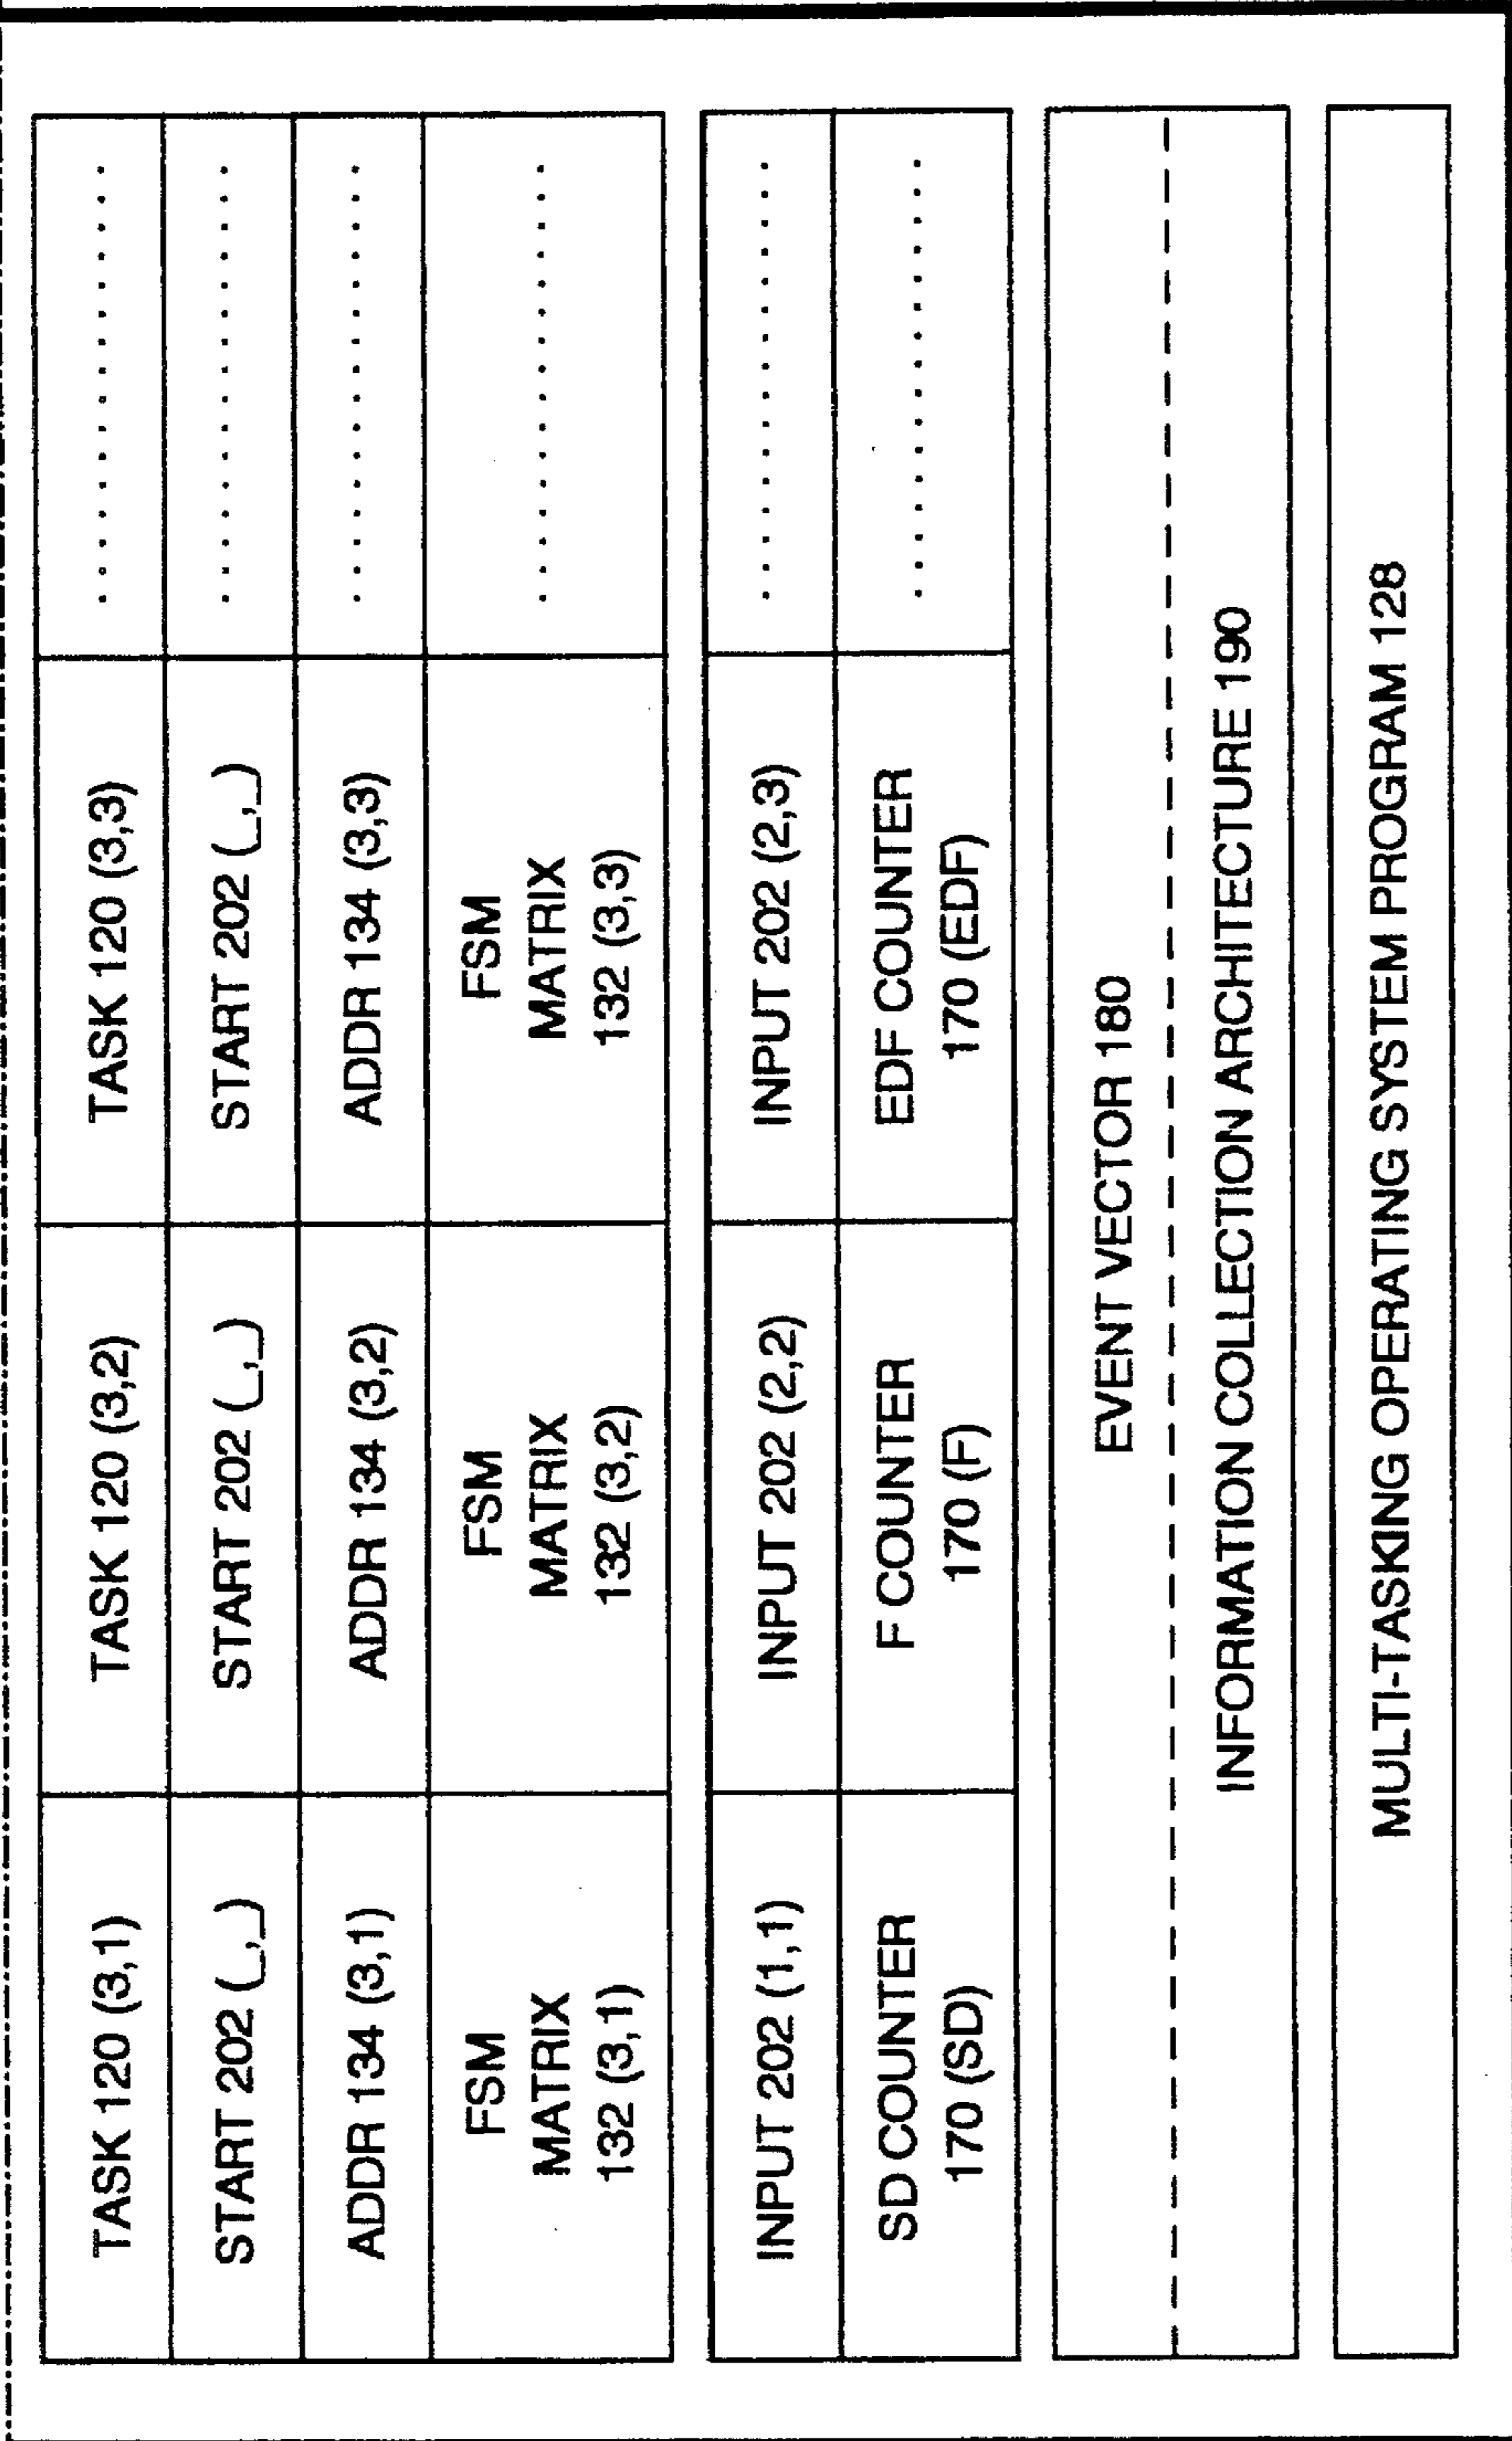 TASK 120 (3,1) TASK 120 (3,2) TASK 120 (3,3) . . . . . . . . . . . . . . . .
START 202 (_,_) START 202 (_,_) START 202 (_,_) . . . . . . . . . . . . . . . .
ADDR 134 (3,1) ADDR 134 (3,2) ADDR 134 (3,3) . . . . . . . . . . . . . . . .
FSM FSM FSM
MATRIX MATRIX MATRIX . . . . . . . . . . . . . . . .
132 (3,1) 132 (3,2) 132 (3,3)
INPUT 202 (1,1) INPUT 202 (2,2) INPUT 202 (2,3) . . . . . . . . . . . . . . . .
SD COUNTER F COUNTER EDF COUNTER . . . . . . . . . . . . . . . .
170 (SD) 170 (F) 170 (EDF)
EVENT VECTOR 180
INFORMATION COLLECTION ARCHITECTURE 190
MULTI-TASKING OPERATING SYSTEM PROGRAM 128